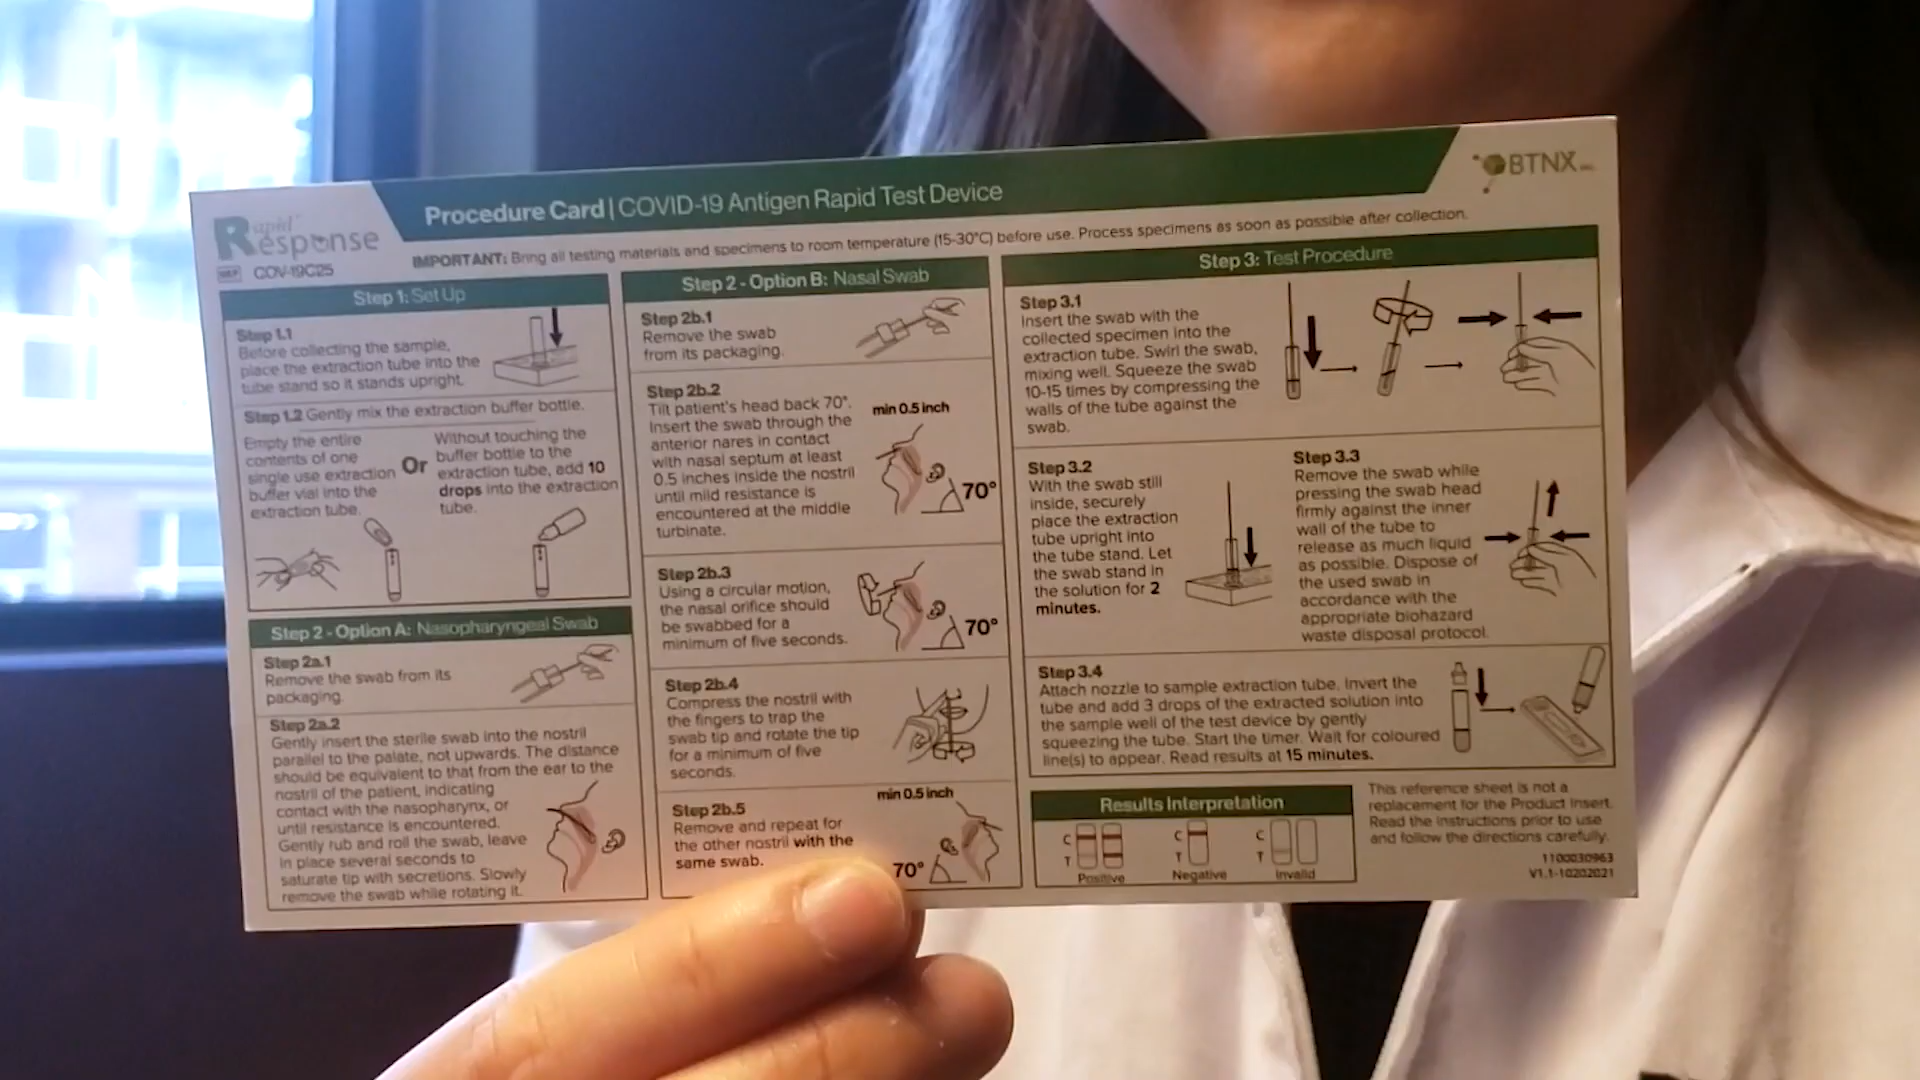 Rapid Response
REF COV-19C25
Procedure Card | COVID-19 Antigen Rapid Test Device
BTNX INC.
IMPORTANT: Bring all testing materials and specimens to room temperature (15-30°C) before use. Process specimens as soon as possible after collection.
Step 1: Set Up
Step 1.1
Before collecting the sample,
place the extraction tube into the
tube stand so it stands upright.
Step 1.2 Gently mix the extraction buffer bottle.
Empty the entire
contents of one
single use extraction
buffer vial into the
extraction tube.
Or
Without touching the
buffer bottle to the
extraction tube, add 10
drops into the extraction
tube.
Step 2 - Option A: Nasopharyngeal Swab
Step 2a.1
Remove the swab from its
packaging.
Step 2a.2
Gently insert the sterile swab into the nostril
parallel to the palate, not upwards. The distance
should be equivalent to that from the ear to the
nostril of the patient, indicating
contact with the nasopharynx, or
until resistance is encountered.
Gently rub and roll the swab, leave
in place several seconds to
saturate tip with secretions. Slowly
remove the swab while rotating it.
Step 2 - Option B: Nasal Swab
Step 2b.1
Remove the swab
from its packaging.
Step 2b.2
Tilt patient's head back 70°.
Insert the swab through the
anterior nares in contact
with nasal septum at least
0.5 inches inside the nostril
until mild resistance is
encountered at the middle
turbinate.
min 0.5 inch
70°
Step 2b.3
Using a circular motion,
the nasal orifice should
be swabbed for a
minimum of five seconds.
70°
Step 2b.4
Compress the nostril with
the fingers to trap the
swab tip and rotate the tip
for a minimum of five
seconds.
Step 2b.5
Remove and repeat for
the other nostril with the
same swab.
min 0.5 inch
70°
Step 3: Test Procedure
Step 3.1
Insert the swab with the
collected specimen into the
extraction tube. Swirl the swab,
mixing well. Squeeze the swab
10-15 times by compressing the
walls of the tube against the
swab.
Step 3.2
With the swab still
inside, securely
place the extraction
tube upright into
the tube stand. Let
the swab stand in
the solution for 2
minutes.
Step 3.3
Remove the swab while
pressing the swab head
firmly against the inner
wall of the tube to
release as much liquid
as possible. Dispose of
the used swab in
accordance with the
appropriate biohazard
waste disposal protocol.
Step 3.4
Attach nozzle to sample extraction tube. Invert the
tube and add 3 drops of the extracted solution into
the sample well of the test device by gently
squeezing the tube. Start the timer. Wait for coloured
line(s) to appear. Read results at 15 minutes.
Results Interpretation
C C C
T T T
Positive Negative Invalid
This reference sheet is not a
replacement for the Product Insert.
Read the instructions prior to use
and follow the directions carefully.
1100030963
V1.1-10202021